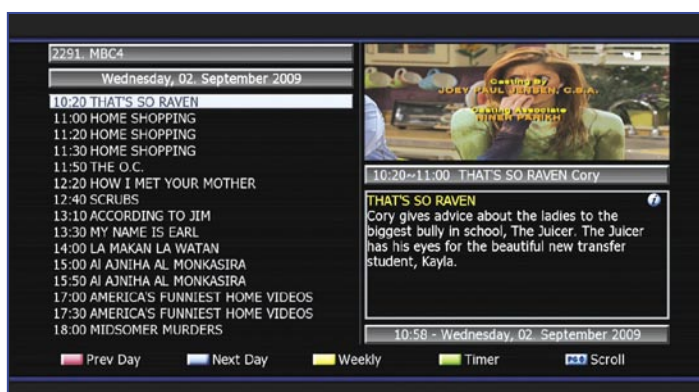 2291. MBC4
Wednesday, 02. September 2009
10:20 THAT'S SO RAVEN
11:00 HOME SHOPPING
11:20 HOME SHOPPING
11:30 HOME SHOPPING
11:50 THE O.C.
12:20 HOW I MET YOUR MOTHER
12:40 SCRUBS
13:10 ACCORDING TO JIM
13:30 MY NAME IS EARL
14:00 LA MAKAN LA WATAN
15:00 Al AJNIHA AL MONKASIRA
15:50 Al AJNIHA AL MONKASIRA
17:00 AMERICA'S FUNNIEST HOME VIDEOS
17:30 AMERICA'S FUNNIEST HOME VIDEOS
18:00 MIDSOMER MURDERS
Casting By
JOEY PAUL JENSEN, C.S.A.
Casting Associate
NINER PARIKH
10:20~11:00 THAT'S SO RAVEN Cory
THAT'S SO RAVEN
Cory gives advice about the ladies to the
biggest bully in school, The Juicer. The Juicer
has his eyes for the beautiful new transfer
student, Kayla.
10:58 - Wednesday, 02. September 2009
Prev Day
Next Day
Weekly
Timer
Scroll